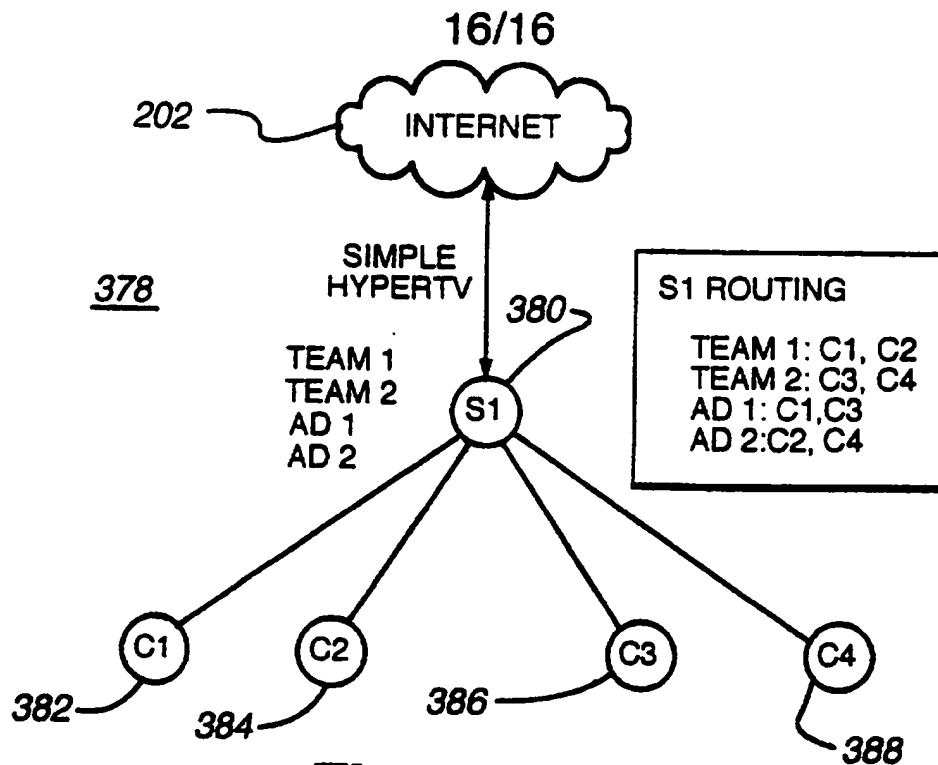 16/16
202
INTERNET
SIMPLE
HYPERTV
378
380
S1 ROUTING
TEAM 1: C1, C2
TEAM 2: C3, C4
AD 1: C1,C3
AD 2:C2, C4
TEAM 1
TEAM 2
AD 1
AD 2
S1
C1
C2
C3
C4
382
384
386
388